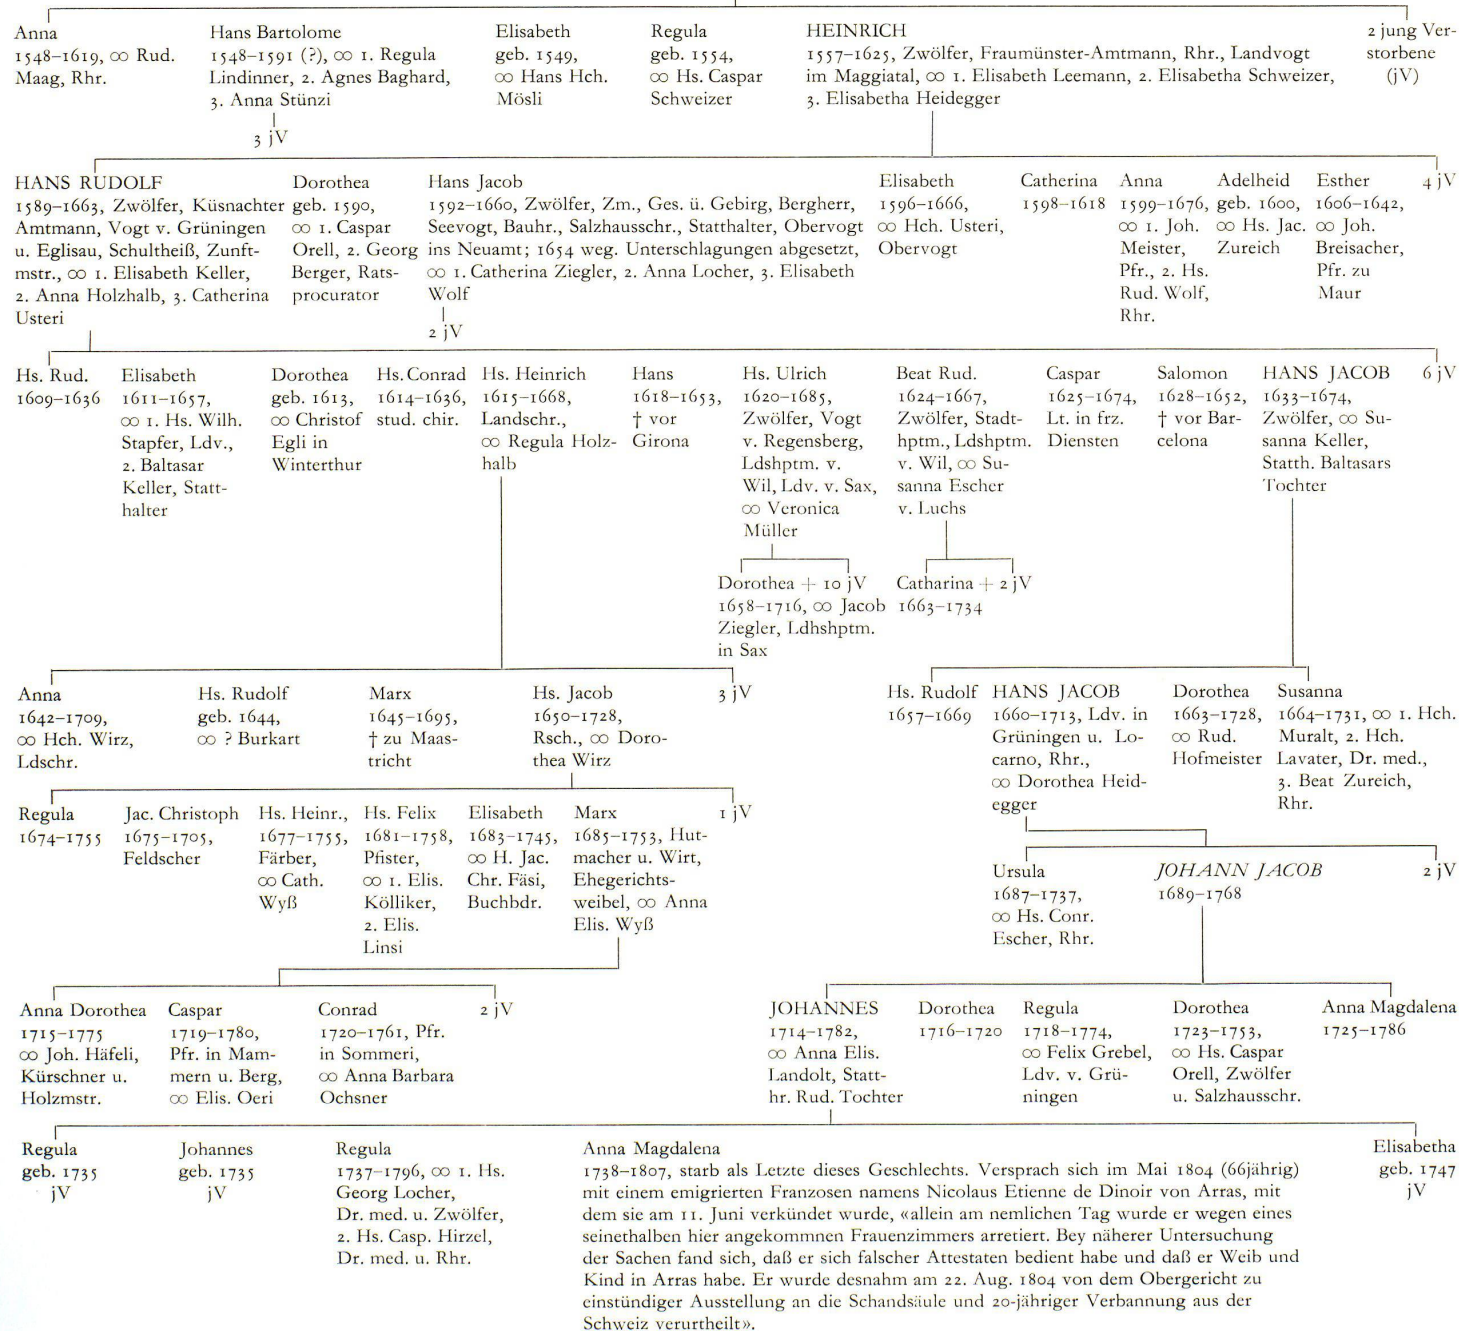 Anna
1548–1619, ∞ Rud.
Maag, Rhr.
Hans Bartolome
1548–1591 (?), ∞ 1. Regula
Lindinner, 2. Agnes Baghard,
3. Anna Stünzi
3 jV
Elisabeth
geb. 1549,
∞ Hans Hch.
Mösli
Regula
geb. 1554,
∞ Hs. Caspar
Schweizer
HEINRICH
1557–1625, Zwölfer, Fraumünster-Amtmann, Rhr., Landvogt
im Maggiatal, ∞ 1. Elisabeth Leemann, 2. Elisabetha Schweizer,
3. Elisabetha Heidegger
2 jung Ver-
storbene
(jV)
HANS RUDOLF
1589–1663, Zwölfer, Küsnachter
Amtmann, Vogt v. Grüningen
u. Eglisau, Schultheiß, Zunft-
mstr., ∞ 1. Elisabeth Keller,
2. Anna Holzhalb, 3. Catherina
Usteri
Dorothea
geb. 1590,
∞ 1. Caspar
Orell, 2. Georg
Berger, Rats-
procurator
Hans Jacob
1592–1660, Zwölfer, Zm., Ges. ü. Gebirg, Bergherr,
Seevogt, Bauhr., Salzhausschr., Statthalter, Obervogt
ins Neuamt; 1654 weg. Unterschlagungen abgesetzt,
∞ 1. Catherina Ziegler, 2. Anna Locher, 3. Elisabeth
Wolf
2 jV
Elisabeth
1596–1666,
∞ Hch. Usteri,
Obervogt
Catherina
1598–1618
Anna
1599–1676,
∞ 1. Joh.
Meister,
Pfr., 2. Hs.
Rud. Wolf,
Rhr.
Adelheid
geb. 1600,
∞ Hs. Jac.
Zureich
Esther
1606–1642,
∞ Joh.
Breisacher,
Pfr. zu
Maur
4 jV
Hs. Rud.
1609–1636
Elisabeth
1611–1657,
∞ 1. Hs. Wilh.
Stapfer, Ldv.,
2. Baltasar
Keller, Statt-
halter
Dorothea
geb. 1613,
∞ Christof
Egli in
Winterthur
Hs. Conrad
1614–1636,
stud. chir.
Hs. Heinrich
1615–1668,
Landschr.,
∞ Regula Holz-
halb
Hans
1618–1653,
† vor
Girona
Hs. Ulrich
1620–1685,
Zwölfer, Vogt
v. Regensberg,
Ldshptm. v.
Wil, Ldv. v. Sax,
∞ Veronica
Müller
Beat Rud.
1624–1667,
Zwölfer, Stadt-
hptm., Ldshptm.
v. Wil, ∞ Su-
sanna Escher
v. Luchs
Caspar
1625–1674,
Lt. in frz.
Diensten
Salomon
1628–1652,
† vor Bar-
celona
HANS JACOB
1633–1674,
Zwölfer, ∞ Su-
sanna Keller,
Statth. Baltasars
Tochter
6 jV
Dorothea + 10 jV
1658–1716, ∞ Jacob
Ziegler, Ldhshptm.
in Sax
Catharina + 2 jV
1663–1734
Anna
1642–1709,
∞ Hch. Wirz,
Ldschr.
Hs. Rudolf
geb. 1644,
∞ ? Burkart
Marx
1645–1695,
† zu Maas-
tricht
Hs. Jacob
1650–1728,
Rsch., ∞ Doro-
thea Wirz
3 jV
Hs. Rudolf
1657–1669
HANS JACOB
1660–1713, Ldv. in
Grüningen u. Lo-
carno, Rhr.,
∞ Dorothea Heid-
egger
Dorothea
1663–1728,
∞ Rud.
Hofmeister
Susanna
1664–1731, ∞ 1. Hch.
Muralt, 2. Hch.
Lavater, Dr. med.,
3. Beat Zureich,
Rhr.
Regula
1674–1755
Jac. Christoph
1675–1705,
Feldscher
Hs. Heinr.,
1677–1755,
Färber,
∞ Cath.
Wyß
Hs. Felix
1681–1758,
Pfister,
∞ 1. Elis.
Kölliker,
2. Elis.
Linsi
Elisabeth
1683–1745,
∞ H. Jac.
Chr. Fäsi,
Buchbdr.
Marx
1685–1753, Hut-
macher u. Wirt,
Ehegerichts-
weibel, ∞ Anna
Elis. Wyß
1 jV
Ursula
1687–1737,
∞ Hs. Conr.
Escher, Rhr.
JOHANN JACOB
1689–1768
2 jV
Anna Dorothea
1715–1775
∞ Joh. Häfeli,
Kürschner u.
Holzmstr.
Caspar
1719–1780,
Pfr. in Mam-
mern u. Berg,
∞ Elis. Oeri
Conrad
1720–1761, Pfr.
in Sommeri,
∞ Anna Barbara
Ochsner
2 jV
JOHANNES
1714–1782,
∞ Anna Elis.
Landolt, Statt-
hr. Rud. Tochter
Dorothea
1716–1720
Regula
1718–1774,
∞ Felix Grebel,
Ldv. v. Grü-
ningen
Dorothea
1723–1753,
∞ Hs. Caspar
Orell, Zwölfer
u. Salzhausschr.
Anna Magdalena
1725–1786
Regula
geb. 1735
jV
Johannes
geb. 1735
jV
Regula
1737–1796, ∞ 1. Hs.
Georg Locher,
Dr. med. u. Zwölfer,
2. Hs. Casp. Hirzel,
Dr. med. u. Rhr.
Anna Magdalena
1738–1807, starb als Letzte dieses Geschlechts. Versprach sich im Mai 1804 (66jährig)
mit einem emigrierten Franzosen namens Nicolaus Etienne de Dinoir von Arras, mit
dem sie am 11. Juni verkündet wurde, «allein am nemlichen Tag wurde er wegen eines
seinethalben hier angekommnen Frauenzimmers arretiert. Bey näherer Untersuchung
der Sachen fand sich, daß er sich falscher Attestaten bedient habe und daß er Weib und
Kind in Arras habe. Er wurde desnahm am 22. Aug. 1804 von dem Obergericht zu
einstündiger Ausstellung an die Schandsäule und 20-jähriger Verbannung aus der
Schweiz verurtheilt».
Elisabetha
geb. 1747
jV